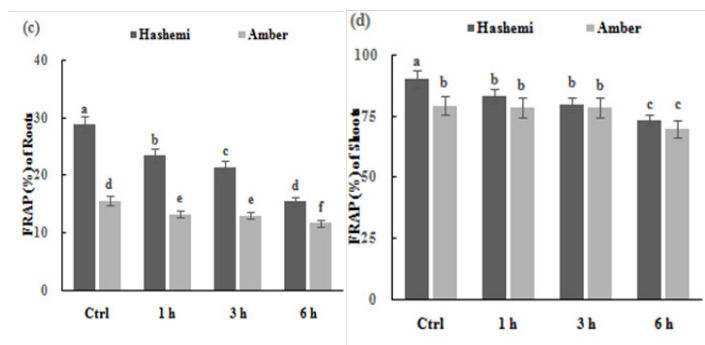 (c)
Hashemi Amber
FRAP (%) of Roots
40
30
20
10
0
a
b
c
d
d
e
e
f
Ctrl 1 h 3 h 6 h
(d)
Hashemi Amber
FRAP (%) of Shoots
100
75
50
25
0
a b b b b b c c
Ctrl 1 h 3 h 6 h